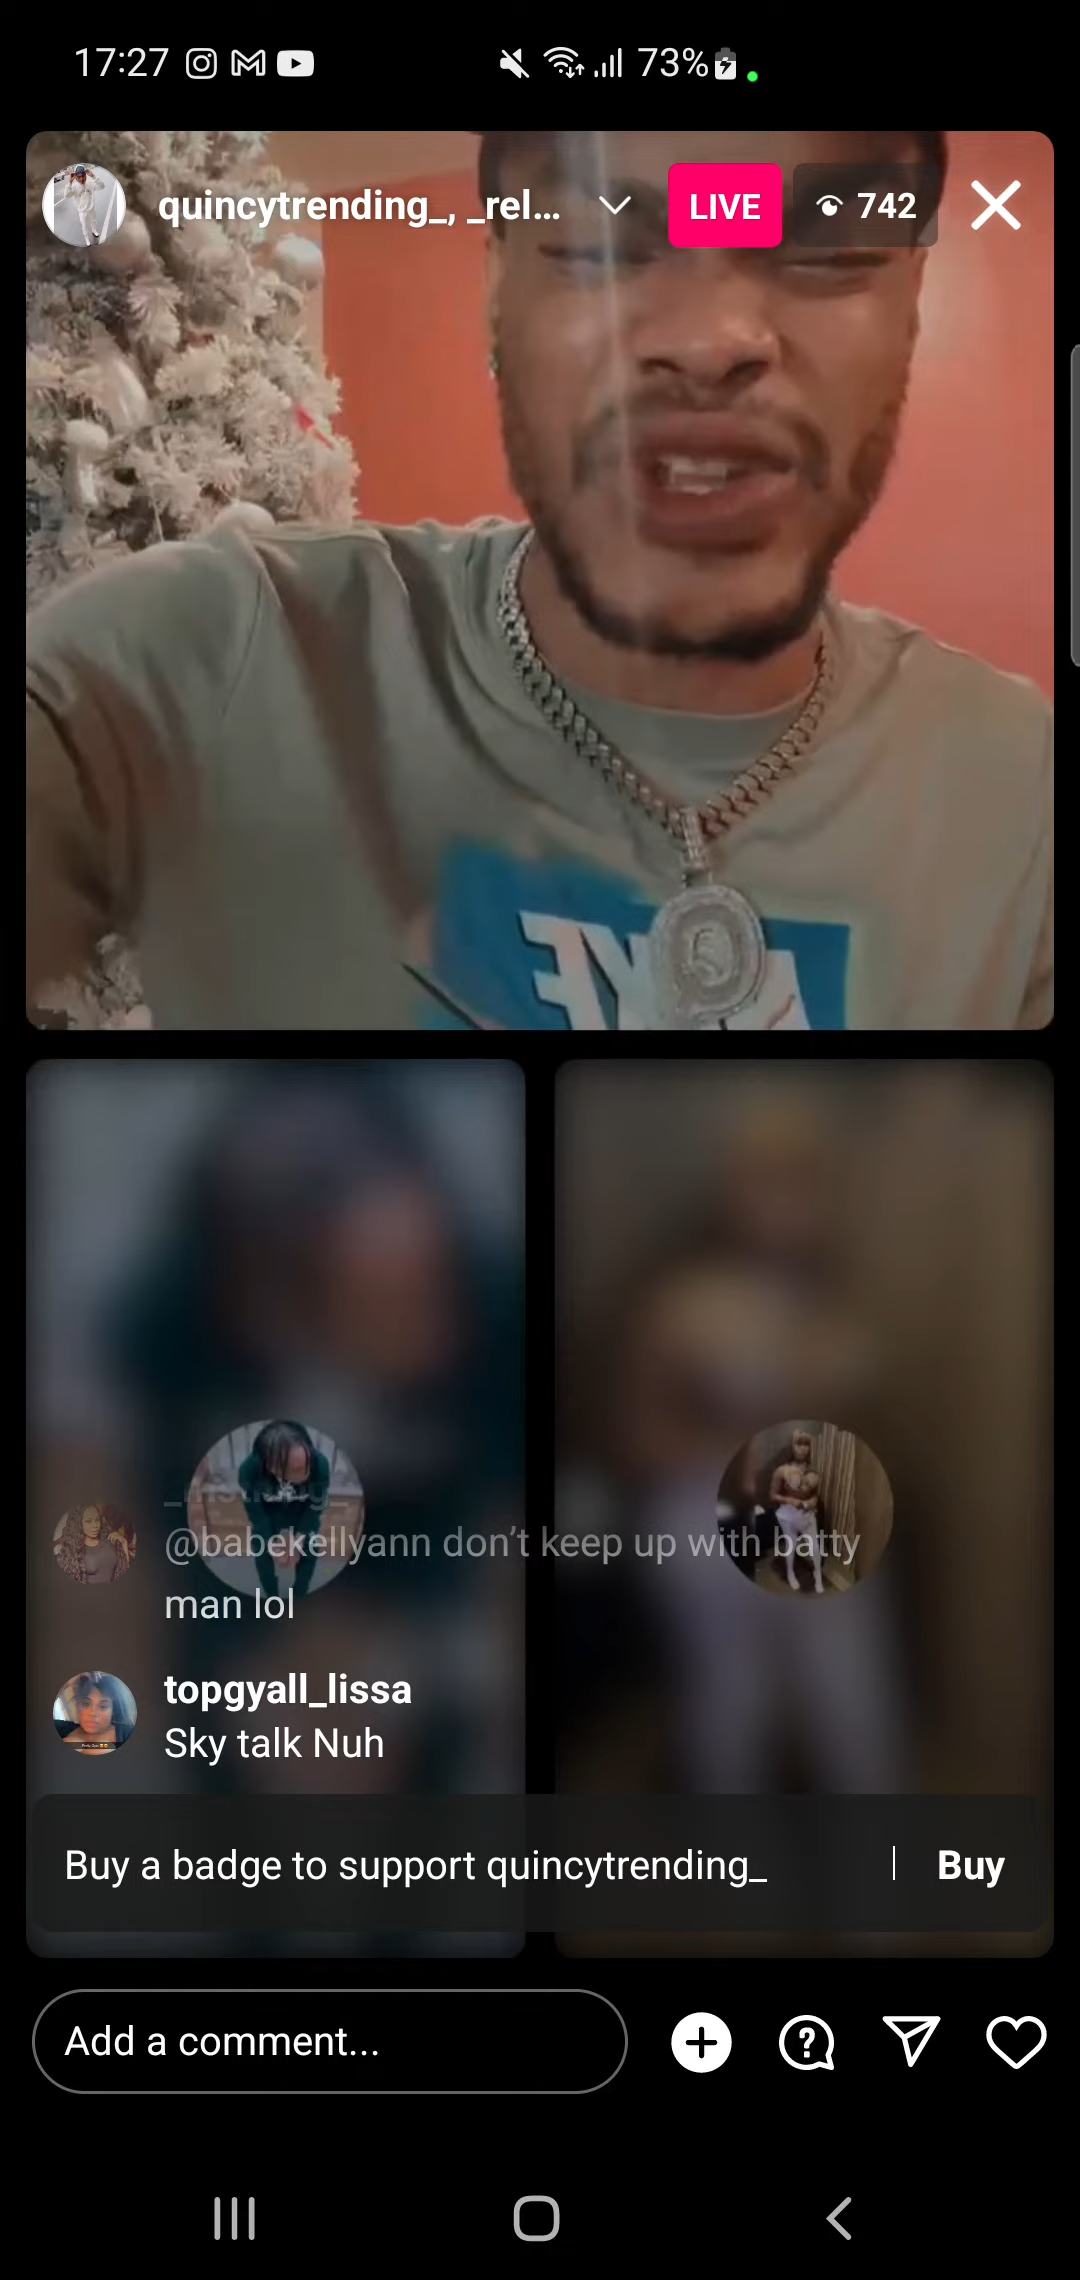 17:27
73%
quincytrending_, _rel...
LIVE
742
@babekellyann don't keep up with batty
man lol
topgyall_lissa
Sky talk Nuh
Buy a badge to support quincytrending_
Buy
Add a comment...